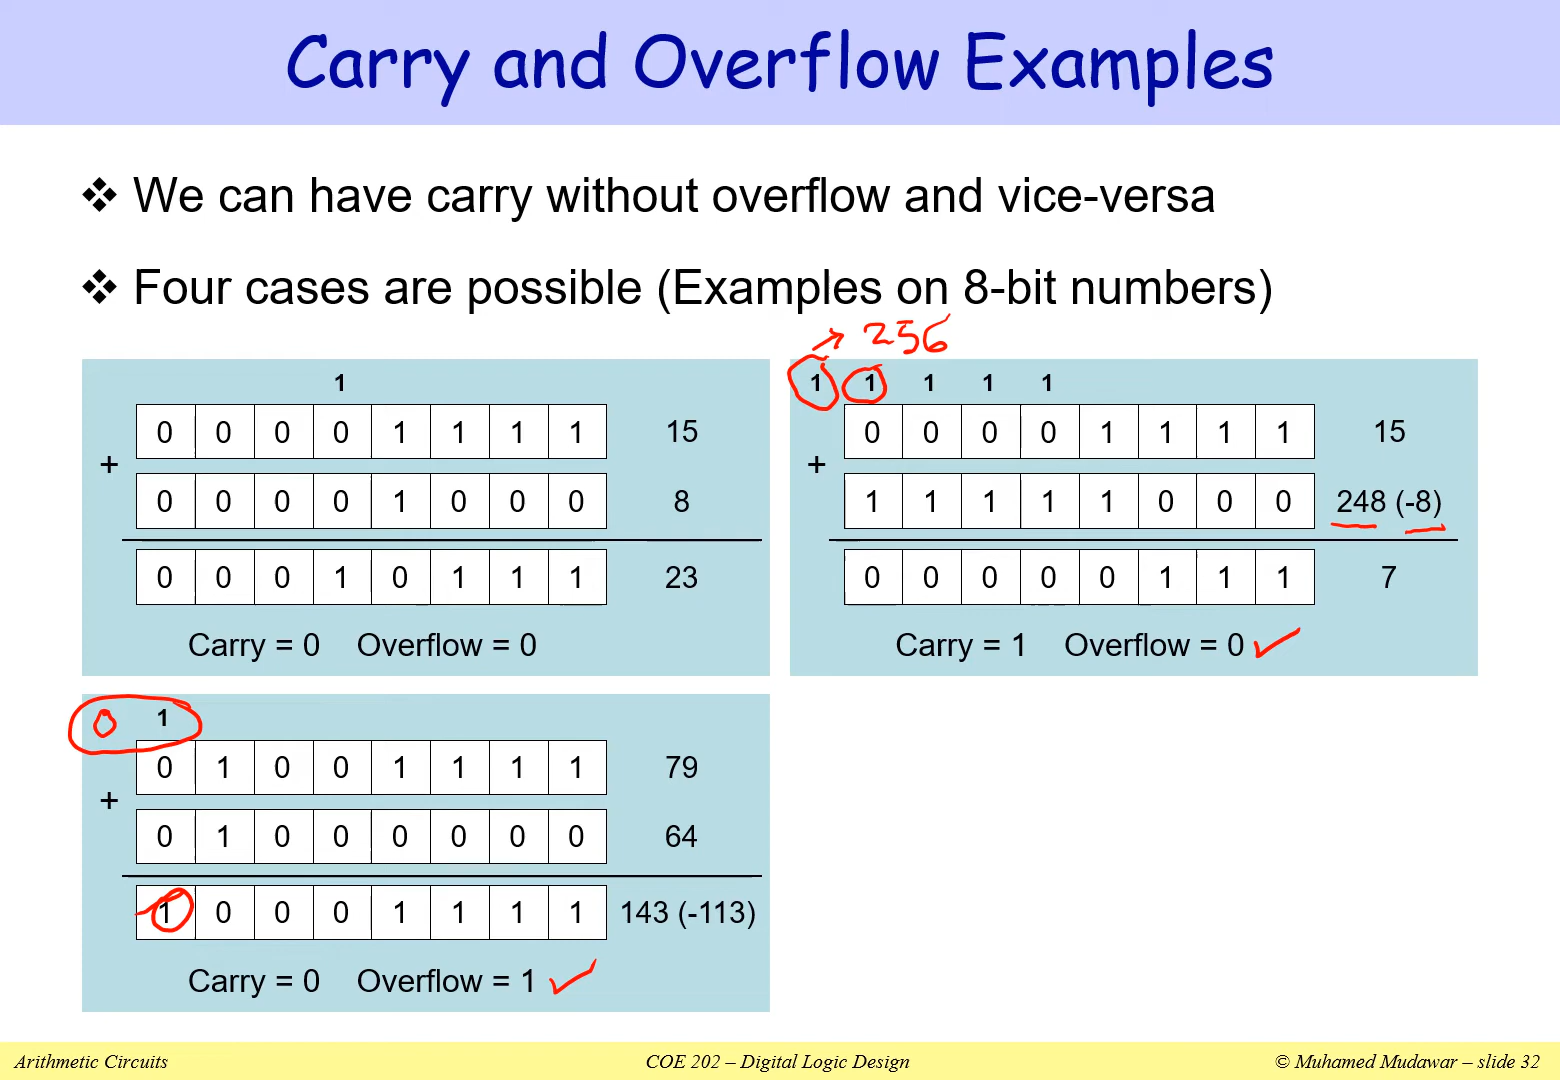 Carry and Overflow Examples
❖ We can have carry without overflow and vice-versa
❖ Four cases are possible (Examples on 8-bit numbers)
→ 256
1
0 0 0 0 1 1 1 1 15
+
0 0 0 0 1 0 0 0 8
0 0 0 1 0 1 1 1 23
Carry = 0 Overflow = 0
1 1 1 1 1
0 0 0 0 1 1 1 1 15
+
1 1 1 1 1 0 0 0 248 (-8)
0 0 0 0 0 1 1 1 7
Carry = 1 Overflow = 0 ✓
0 1
0 1 0 0 1 1 1 1 79
+
0 1 0 0 0 0 0 0 64
1 0 0 0 1 1 1 1 143 (-113)
Carry = 0 Overflow = 1 ✓
Arithmetic Circuits
COE 202 – Digital Logic Design
© Muhamed Mudawar – slide 32